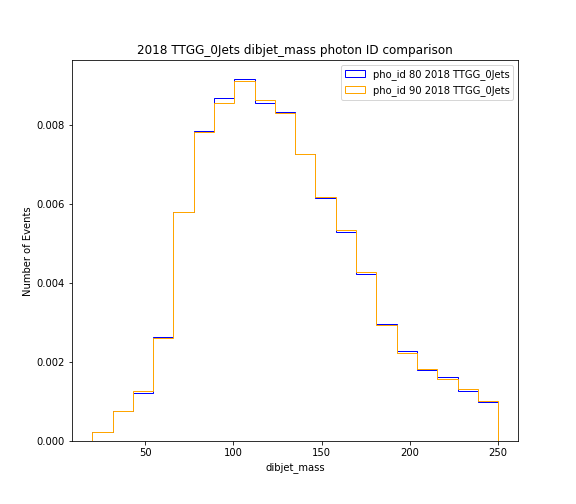 2018 TTGG_0Jets dibjet_mass photon ID comparison
pho_id 80 2018 TTGG_0Jets
pho_id 90 2018 TTGG_0Jets
Number of Events
0.008
0.006
0.004
0.002
0.000
50
100
150
200
250
dibjet_mass